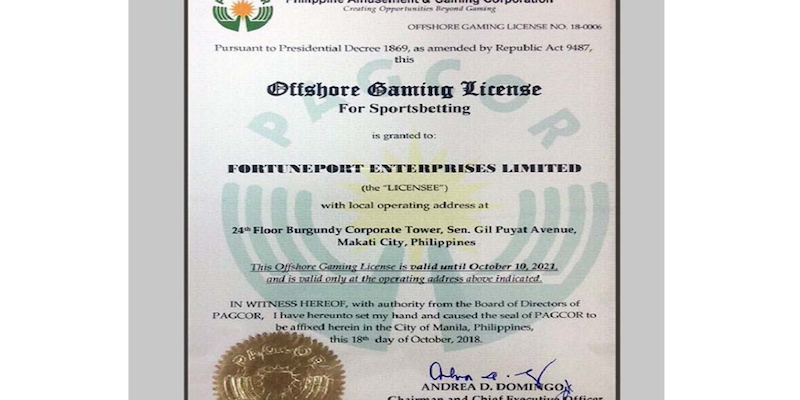 Philippine Amusement & Gaming Corporation
Creating Opportunities Beyond Gaming
OFFSHORE GAMING LICENSE NO. 18-0006
Pursuant to Presidential Decree 1869, as amended by Republic Act 9487,
this
Offshore Gaming License
For Sportsbetting
is granted to:
FORTUNEPORT ENTERPRISES LIMITED
(the "LICENSEE")
with local operating address at
24th Floor Burgundy Corporate Tower, Sen. Gil Puyat Avenue,
Makati City, Philippines
This Offshore Gaming License is valid until October 10, 2021,
and is valid only at the operating address above indicated.
IN WITNESS HEREOF, with authority from the Board of Directors of
PAGCOR, I have hereunto set my hand and caused the seal of PAGCOR to
be affixed herein in the City of Manila, Philippines,
this 18th day of October, 2018.
ANDREA D. DOMINGO
Chairman and Chief Executive Officer
PAGCOR